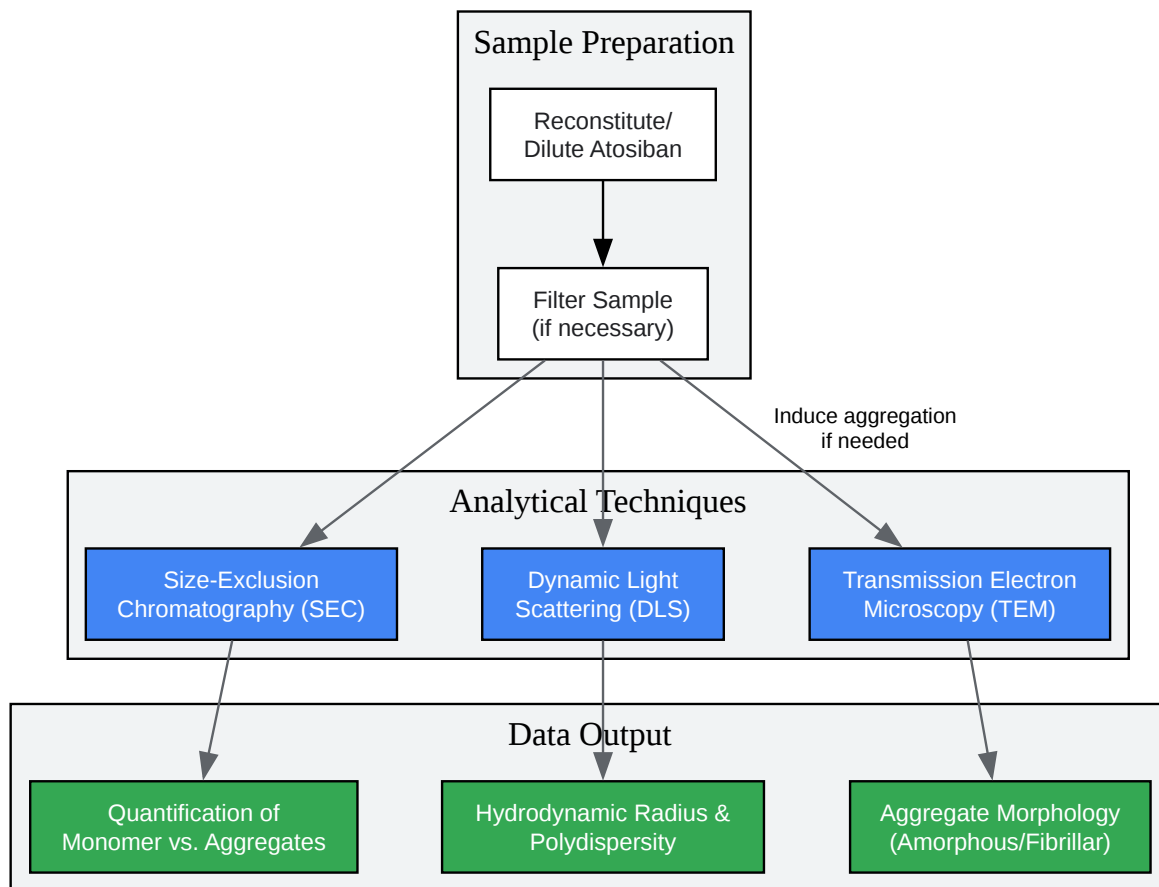 Sample Preparation
Reconstitute/
Dilute Atosiban
Filter Sample
(if necessary)
Induce aggregation
if needed
Analytical Techniques
Size-Exclusion
Chromatography (SEC)
Dynamic Light
Scattering (DLS)
Transmission Electron
Microscopy (TEM)
Data Output
Quantification of
Monomer vs. Aggregates
Hydrodynamic Radius &
Polydispersity
Aggregate Morphology
(Amorphous/Fibrillar)